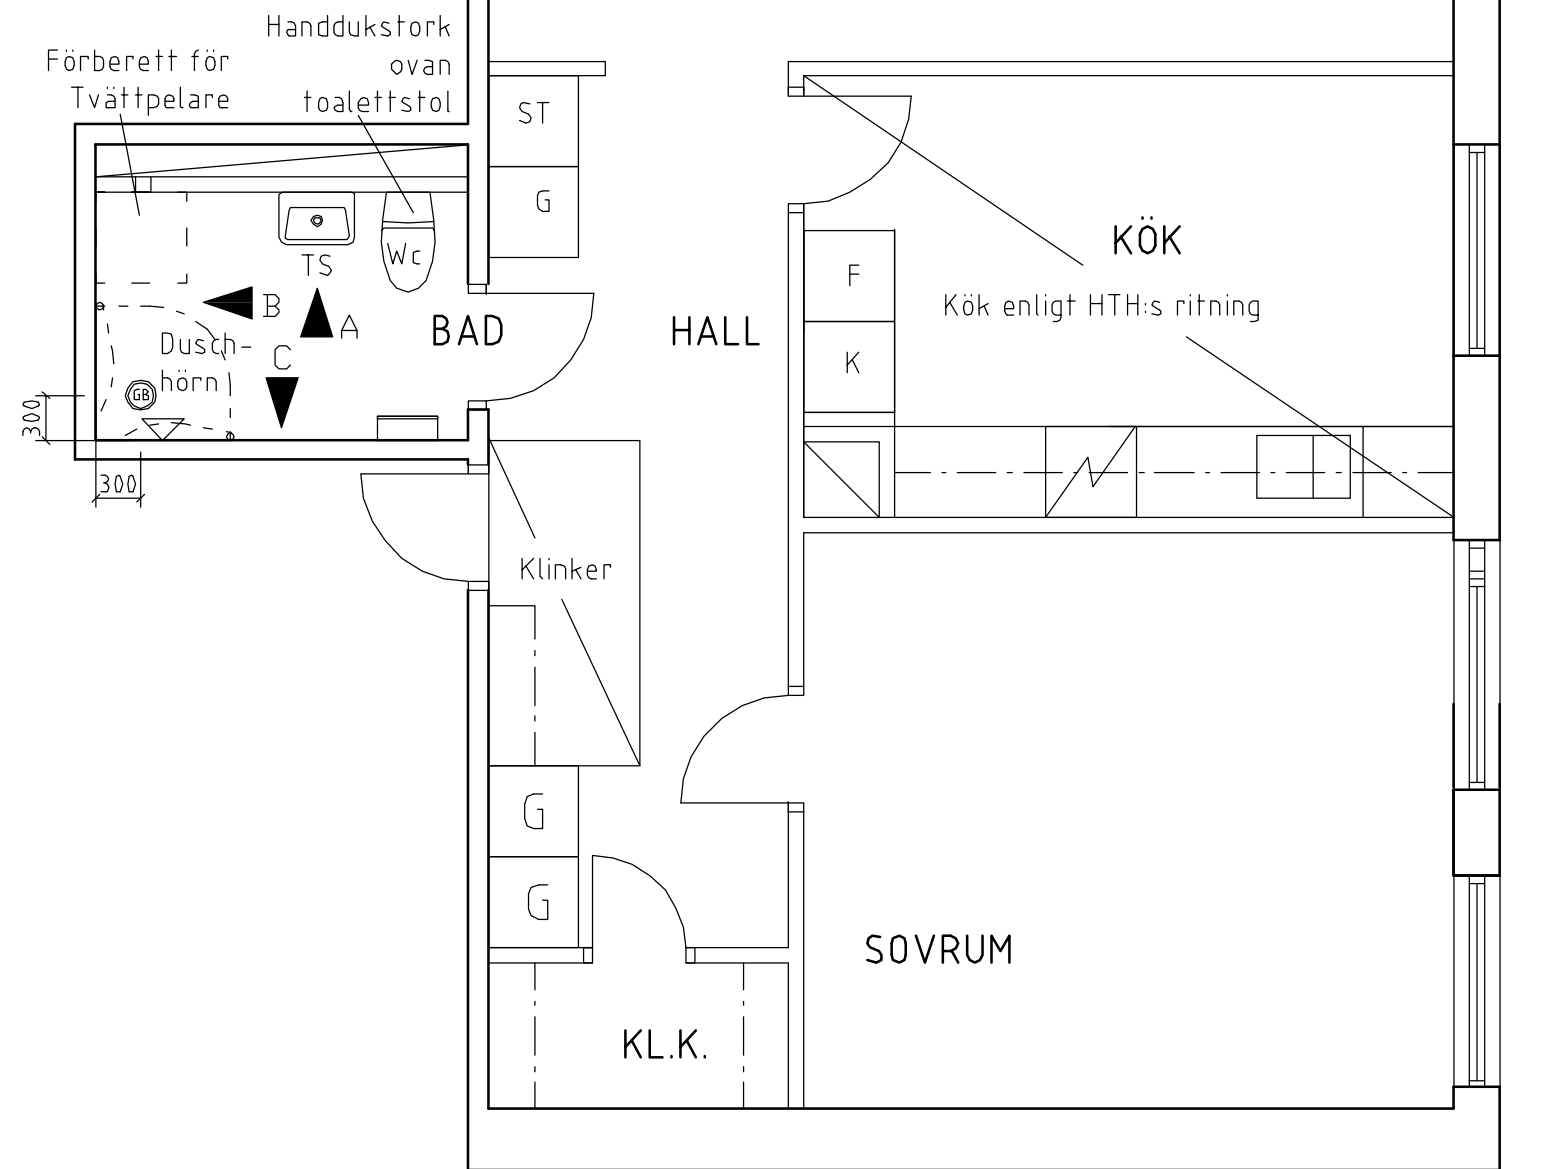 Handdukstork
ovan
toalettstol
Förberett för
Tvättpelare
ST
G
Wc
TS
B
A
C
Dusch-
hörn
GB
300
300
BAD
HALL
KÖK
Kök enligt HTH:s ritning
F
K
Klinker
G
G
SOVRUM
KL.K.